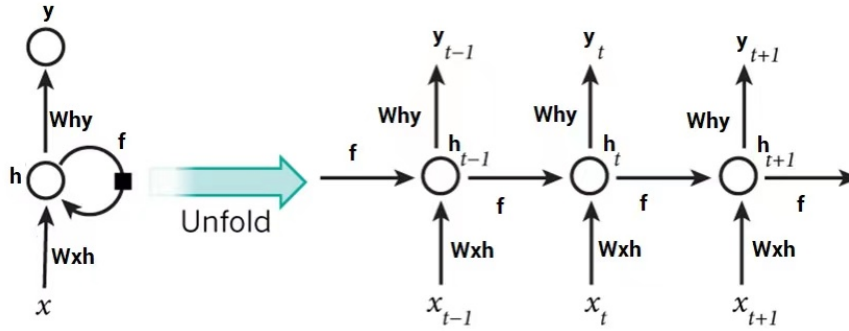 y
Why
f
h
Wxh
x
Unfold
y t-1
y t
y t+1
Why
Why
Why
f
h t-1
h t
h t+1
f
f
f
Wxh
Wxh
Wxh
x t-1
x t
x t+1